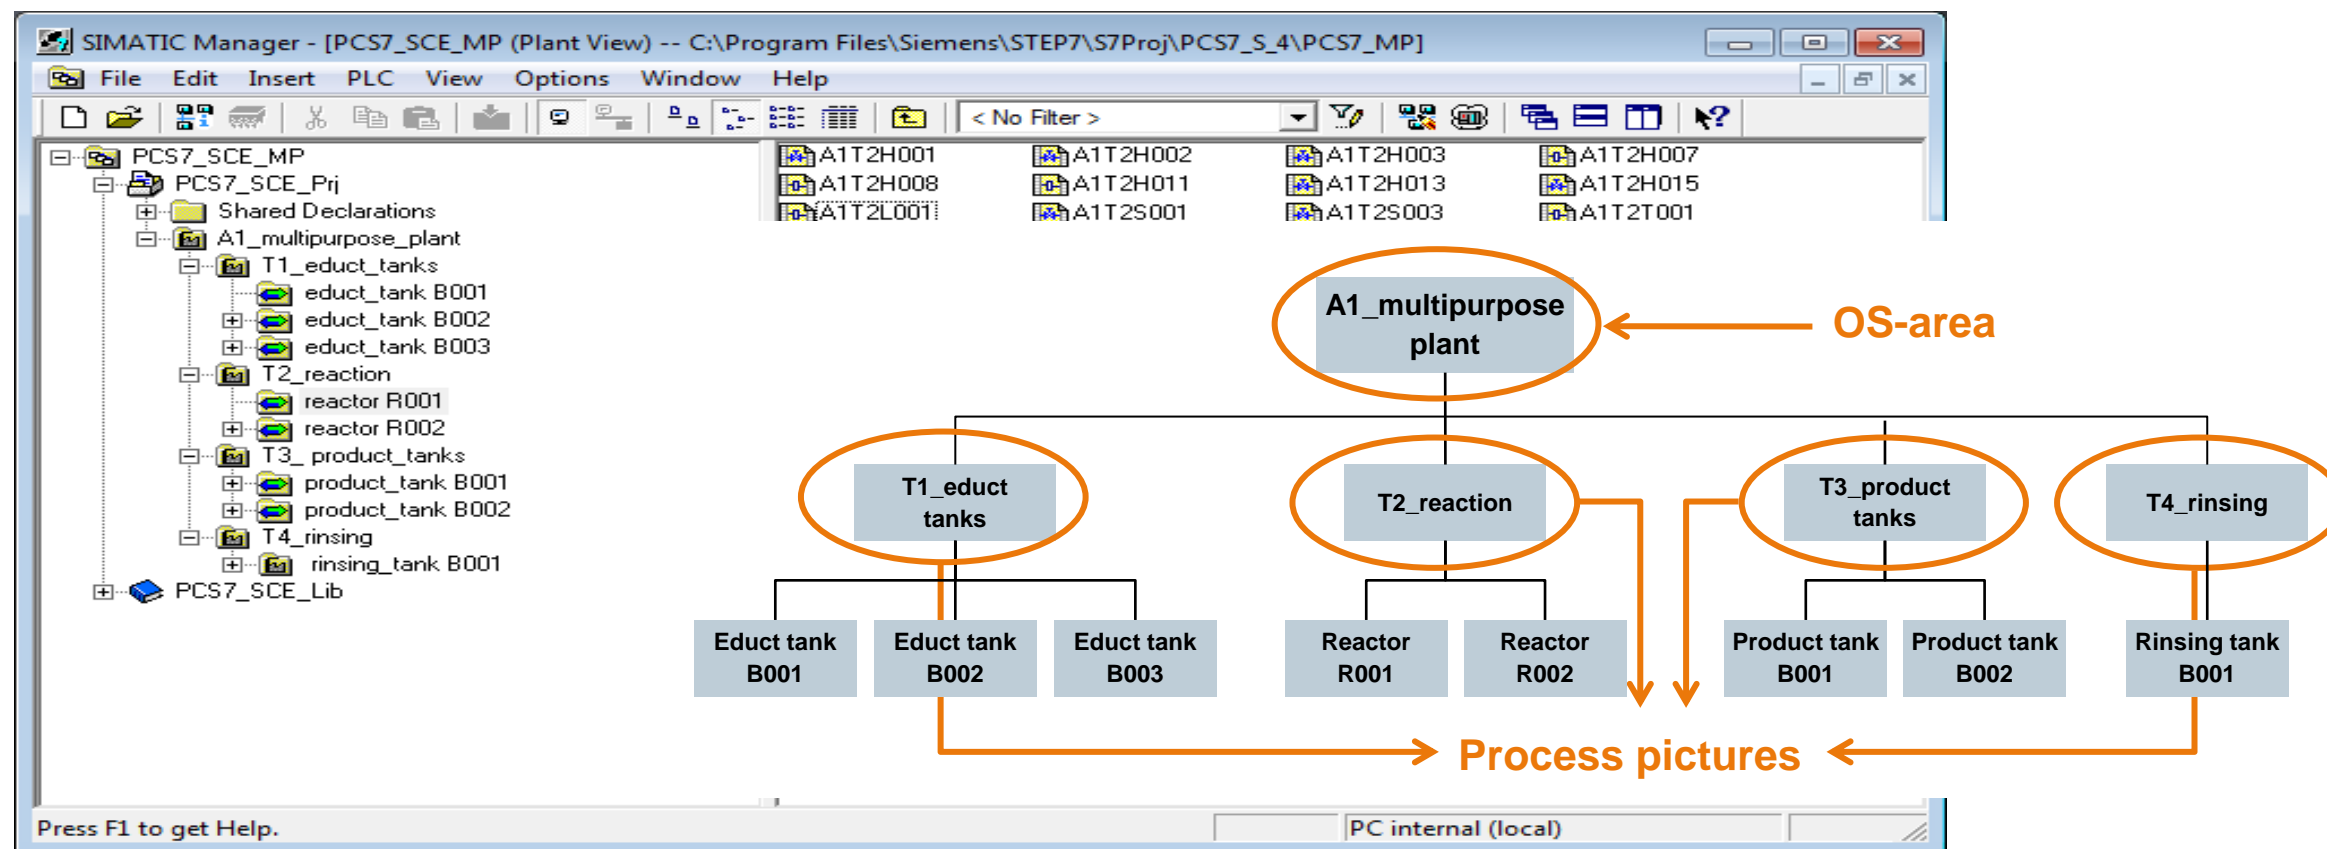 SIMATIC Manager - [PCS7_SCE_MP (Plant View) -- C:\Program Files\Siemens\STEP7\S7Proj\PCS7_S_4\PCS7_MP]
File Edit Insert PLC View Options Window Help
< No Filter >
PCS7_SCE_MP
PCS7_SCE_Prj
Shared Declarations
A1_multipurpose_plant
T1_educt_tanks
educt_tank B001
educt_tank B002
educt_tank B003
T2_reaction
reactor R001
reactor R002
T3_ product_tanks
product_tank B001
product_tank B002
T4_rinsing
rinsing_tank B001
PCS7_SCE_Lib
A1T2H001 A1T2H002 A1T2H003 A1T2H007
A1T2H008 A1T2H011 A1T2H013 A1T2H015
A1T2L001 A1T2S001 A1T2S003 A1T2T001
A1_multipurpose
plant
OS-area
T1_educt
tanks
T2_reaction
T3_product
tanks
T4_rinsing
Educt tank
B001
Educt tank
B002
Educt tank
B003
Reactor
R001
Reactor
R002
Product tank
B001
Product tank
B002
Rinsing tank
B001
Process pictures
Press F1 to get Help.
PC internal (local)